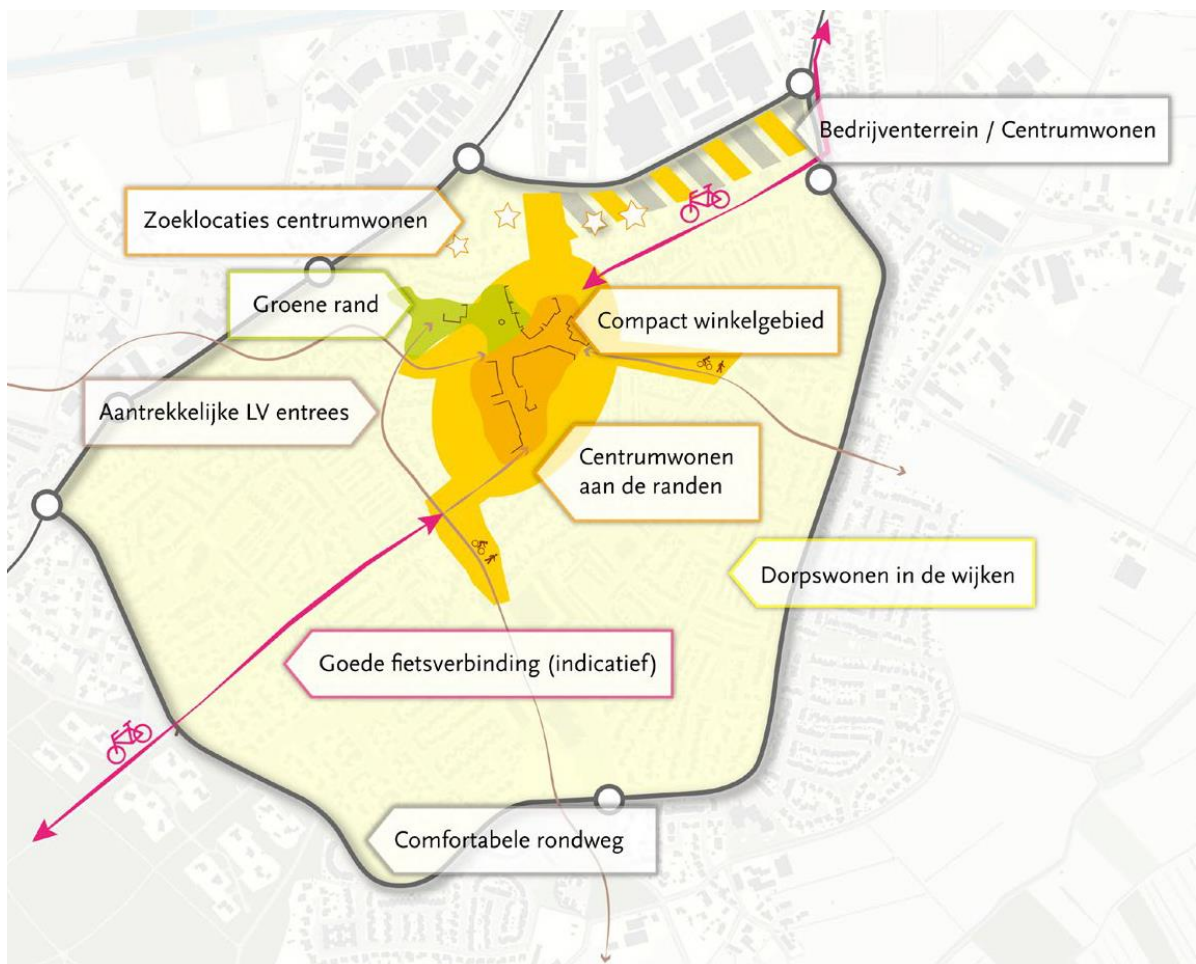 Bedrijventerrein / Centrumwonen
Zoeklocaties centrumwonen
Groene rand
Compact winkelgebied
Aantrekkelijke LV entrees
Centrumwonen
aan de randen
Dorpswonen in de wijken
Goede fietsverbinding (indicatief)
Comfortabele rondweg